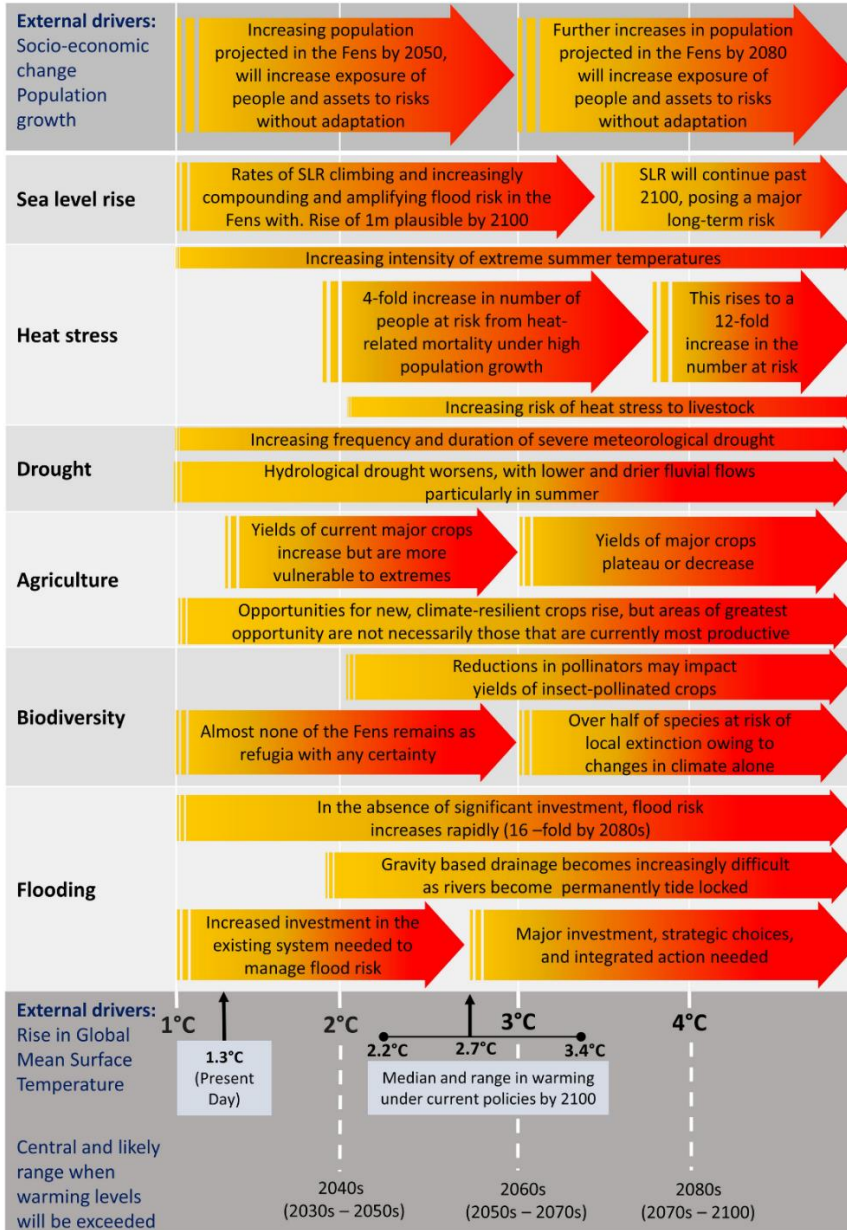 External drivers:
Socio-economic
change
Population
growth
Increasing population
projected in the Fens by 2050,
will increase exposure of
people and assets to risks
without adaptation
Further increases in population
projected in the Fens by 2080
will increase exposure of
people and assets to risks
without adaptation
Sea level rise
Rates of SLR climbing and increasingly
compounding and amplifying flood risk in the
Fens with. Rise of 1m plausible by 2100
SLR will continue past
2100, posing a major
long-term risk
Heat stress
Increasing intensity of extreme summer temperatures
4-fold increase in number of
people at risk from heat-
related mortality under high
population growth
This rises to a
12-fold
increase in the
number at risk
Increasing risk of heat stress to livestock
Drought
Increasing frequency and duration of severe meteorological drought
Hydrological drought worsens, with lower and drier fluvial flows
particularly in summer
Agriculture
Yields of current major crops
increase but are more
vulnerable to extremes
Yields of major crops
plateau or decrease
Opportunities for new, climate-resilient crops rise, but areas of greatest
opportunity are not necessarily those that are currently most productive
Biodiversity
Reductions in pollinators may impact
yields of insect-pollinated crops
Almost none of the Fens remains as
refugia with any certainty
Over half of species at risk of
local extinction owing to
changes in climate alone
Flooding
In the absence of significant investment, flood risk
increases rapidly (16 –fold by 2080s)
Gravity based drainage becomes increasingly difficult
as rivers become permanently tide locked
Increased investment in the
existing system needed to
manage flood risk
Major investment, strategic choices,
and integrated action needed
External drivers:
Rise in Global
Mean Surface
Temperature
1°C
2°C
3°C
4°C
1.3°C
(Present
Day)
2.2°C
2.7°C
3.4°C
Median and range in warming
under current policies by 2100
Central and likely
range when
warming levels
will be exceeded
2040s
(2030s – 2050s)
2060s
(2050s – 2070s)
2080s
(2070s – 2100)